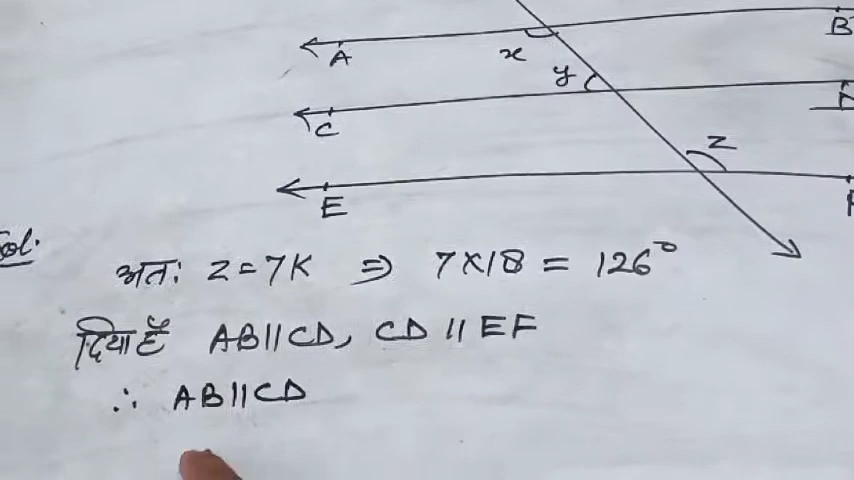 B
A
x
y
C
Z
E
Sol.
अतः Z = 7K ⇒ 7×18 = 126°
दिया है AB||CD, CD || EF
∴ AB||CD